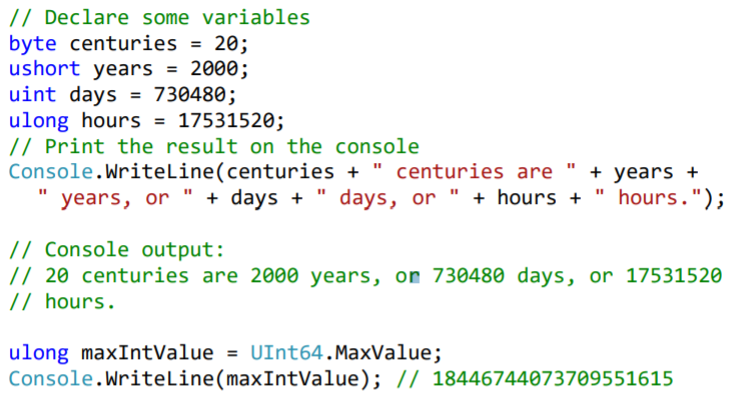 // Declare some variables
byte centuries = 20;
ushort years = 2000;
uint days = 730480;
ulong hours = 17531520;
// Print the result on the console
Console.WriteLine(centuries + " centuries are " + years +
" years, or " + days + " days, or " + hours + " hours.");
// Console output:
// 20 centuries are 2000 years, or 730480 days, or 17531520
// hours.
ulong maxIntValue = UInt64.MaxValue;
Console.WriteLine(maxIntValue); // 18446744073709551615